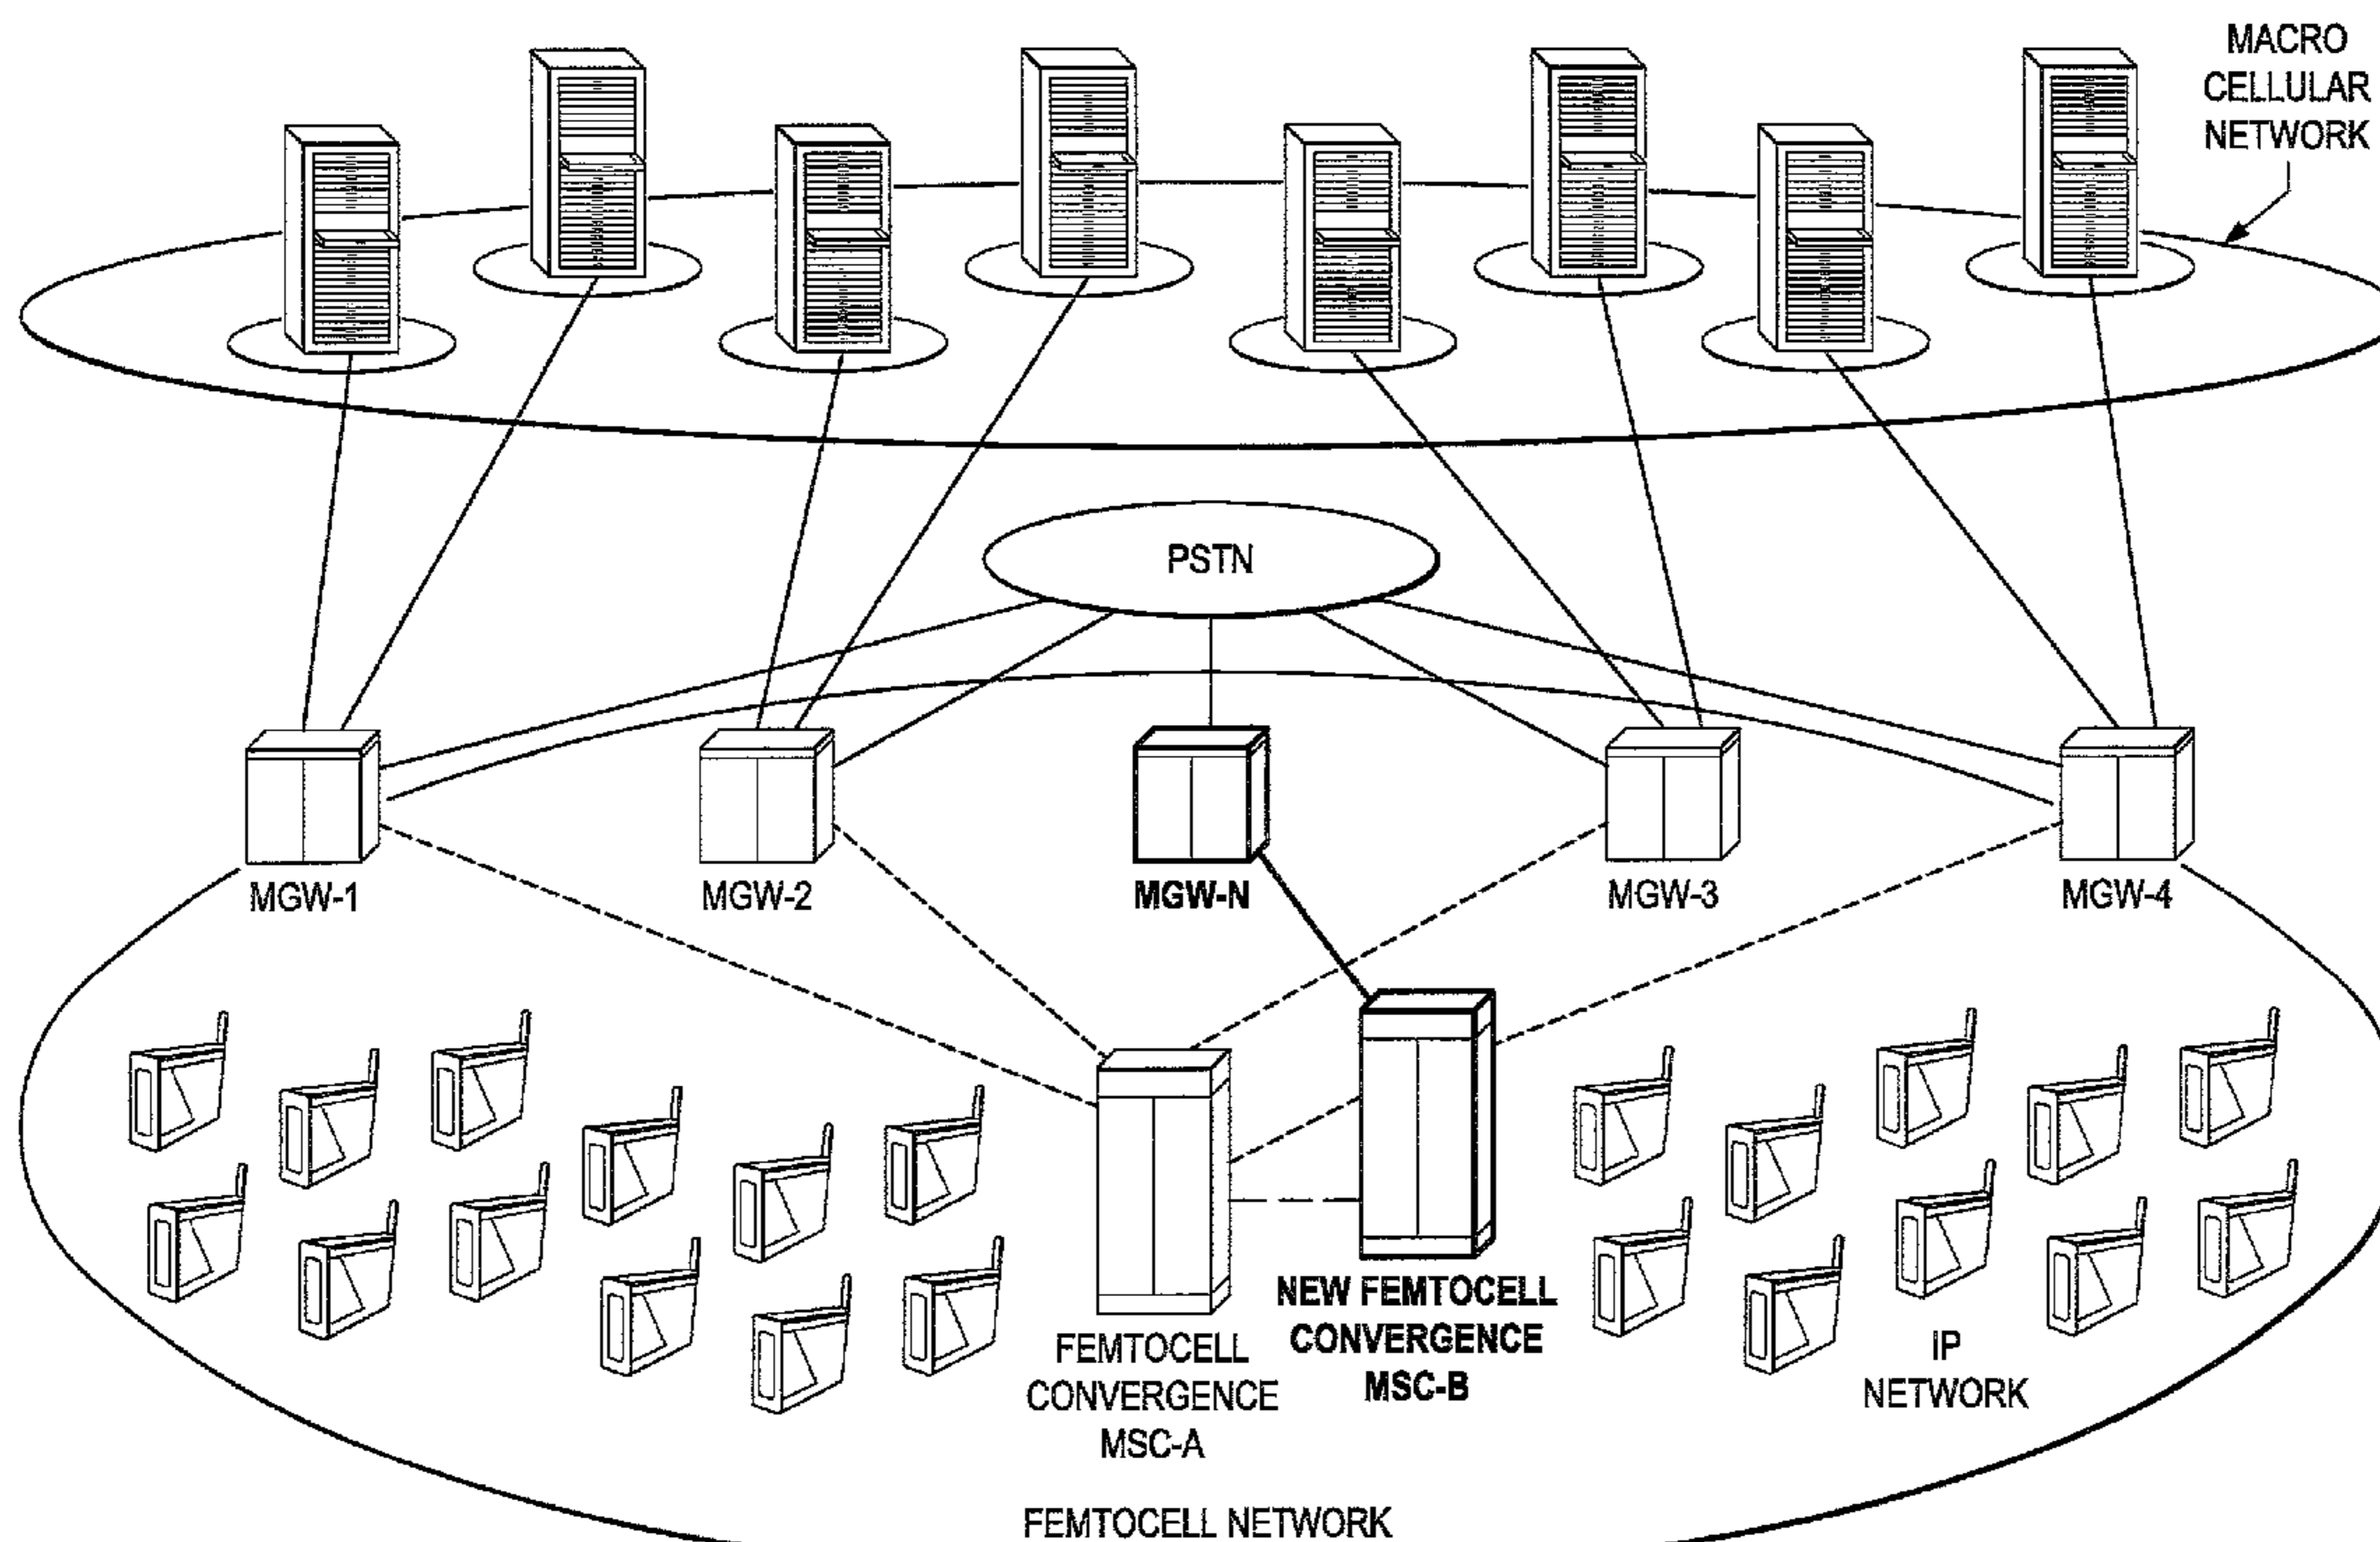 MACRO
CELLULAR
NETWORK
PSTN
MGW-1
MGW-2
MGW-N
MGW-3
MGW-4
FEMTOCELL
CONVERGENCE
MSC-A
NEW FEMTOCELL
CONVERGENCE
MSC-B
IP
NETWORK
FEMTOCELL NETWORK